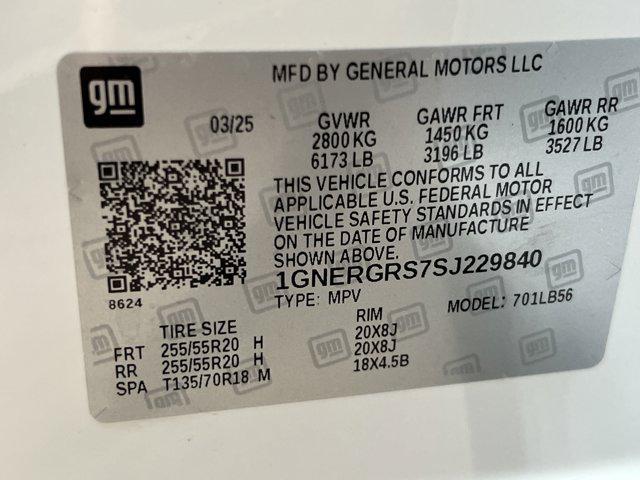 gm
MFD BY GENERAL MOTORS LLC
03/25
GVWR GAWR FRT GAWR RR
2800 KG 1450 KG 1600 KG
6173 LB 3196 LB 3527 LB
THIS VEHICLE CONFORMS TO ALL
APPLICABLE U.S. FEDERAL MOTOR
VEHICLE SAFETY STANDARDS IN EFFECT
ON THE DATE OF MANUFACTURE
SHOWN ABOVE.
1GNERGRS7SJ229840
8624
TYPE: MPV MODEL: 701LB56
TIRE SIZE RIM
FRT 255/55R20 H 20X8J
RR 255/55R20 H 20X8J
SPA T135/70R18 M 18X4.5B